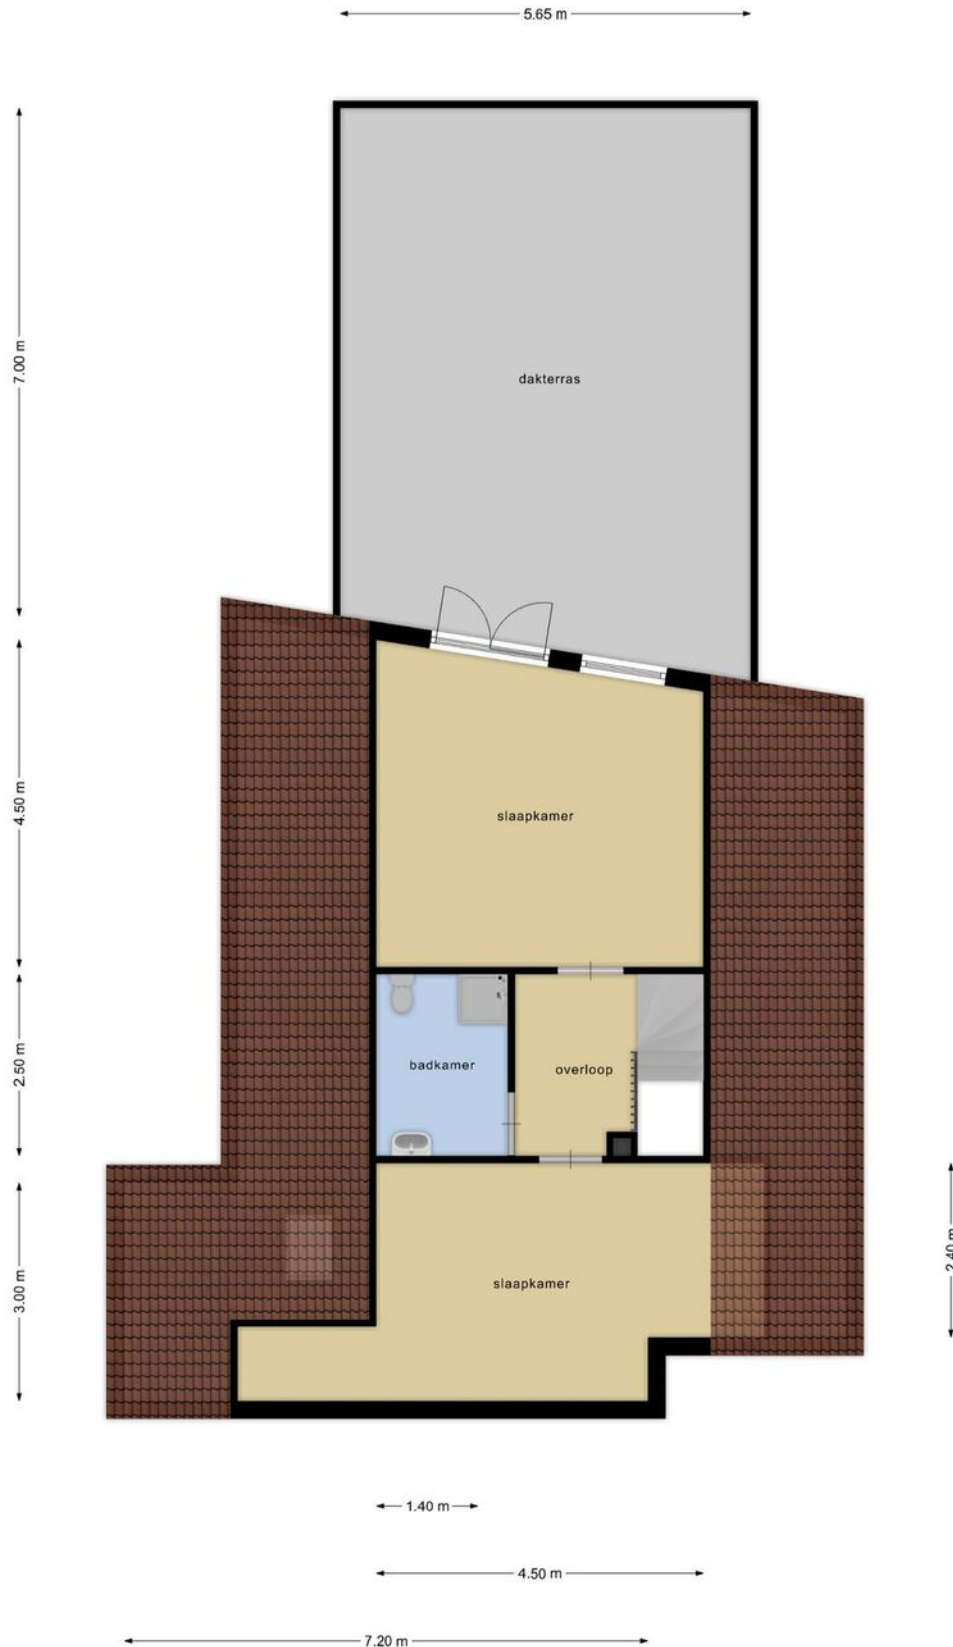 5.65 m
7.00 m
dakterras
4.50 m
slaapkamer
2.50 m
badkamer
overloop
2.40 m
3.00 m
slaapkamer
1.40 m
4.50 m
7.20 m